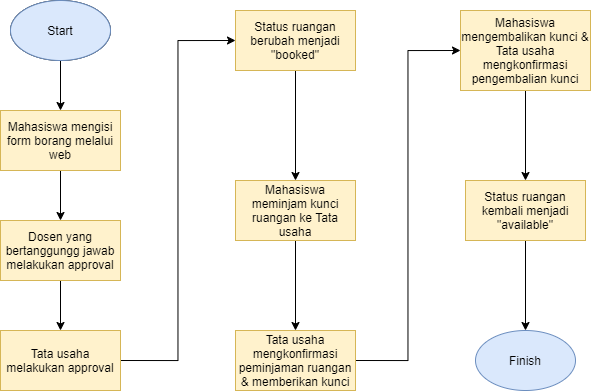 Start
Mahasiswa mengisi
form borang melalui
web
Dosen yang
bertanggungg jawab
melakukan approval
Tata usaha
melakukan approval
Status ruangan
berubah menjadi
"booked"
Mahasiswa
meminjam kunci
ruangan ke Tata
usaha
Tata usaha
mengkonfirmasi
peminjaman ruangan
& memberikan kunci
Mahasiswa
mengembalikan kunci &
Tata usaha
mengkonfirmasi
pengembalian kunci
Status ruangan
kembali menjadi
"available"
Finish